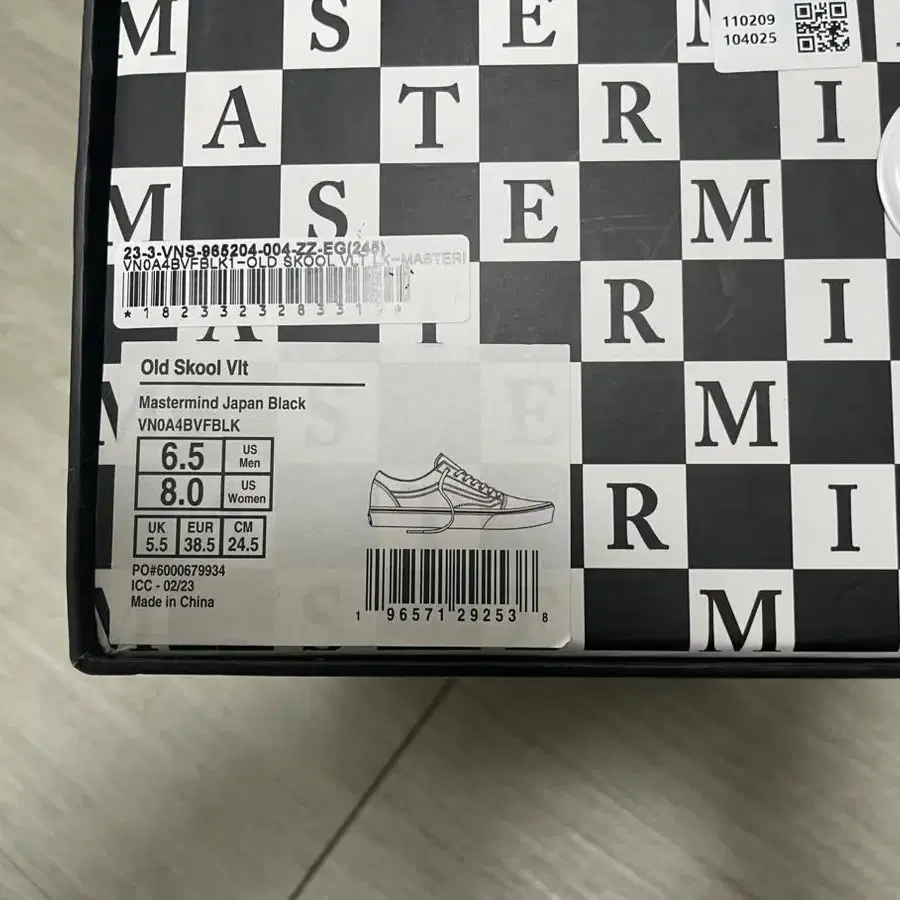 M S E
110209
104025
A T R I
M S E M
23-3-VNS-965204-004-ZZ-EG(245)
VN0A4BVFBLK1-OLD SKOOL VLT LX-MASTERI
R I
Old Skool Vlt
Mastermind Japan Black
VN0A4BVFBLK
S E M
6.5 US Men
8.0 US Women
R I
UK EUR CM
5.5 38.5 24.5
PO#6000679934
ICC - 02/23
Made in China
1 96571 29253 8
M